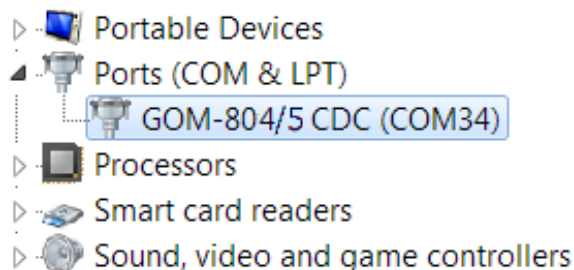 Portable Devices
Ports (COM & LPT)
GOM-804/5 CDC (COM34)
Processors
Smart card readers
Sound, video and game controllers